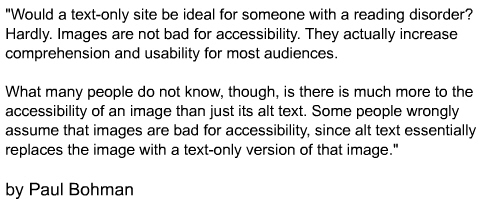 "Would a text-only site be ideal for someone with a reading disorder?
Hardly. Images are not bad for accessibility. They actually increase
comprehension and usability for most audiences.
What many people do not know, though, is there is much more to the
accessibility of an image than just its alt text. Some people wrongly
assume that images are bad for accessibility, since alt text essentially
replaces the image with a text-only version of that image."
by Paul Bohman